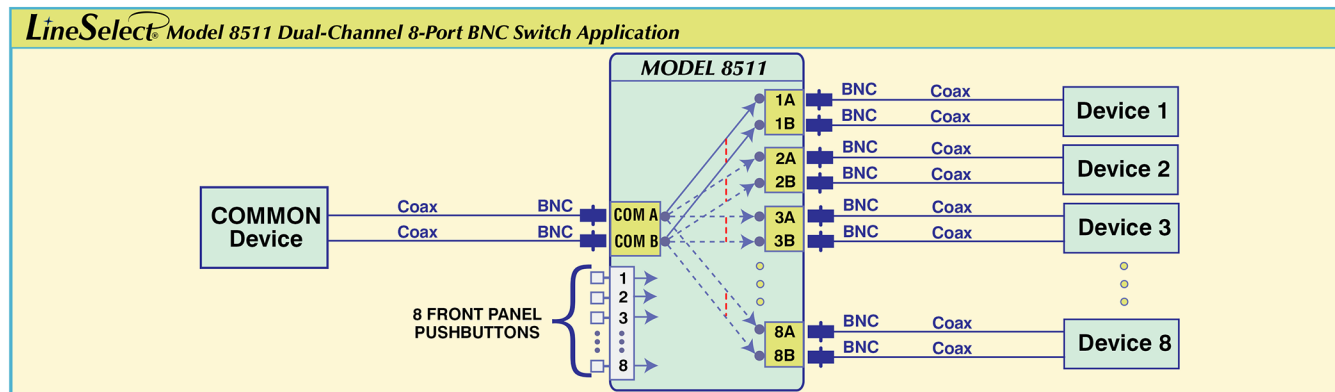 LineSelect® Model 8511 Dual-Channel 8-Port BNC Switch Application
MODEL 8511
1A BNC Coax Device 1
1B BNC Coax
2A BNC Coax Device 2
2B BNC Coax
COMMON Device Coax BNC COM A
Coax BNC COM B
3A BNC Coax Device 3
3B BNC Coax
8 FRONT PANEL
PUSHBUTTONS
1
2
3
8
8A BNC Coax Device 8
8B BNC Coax